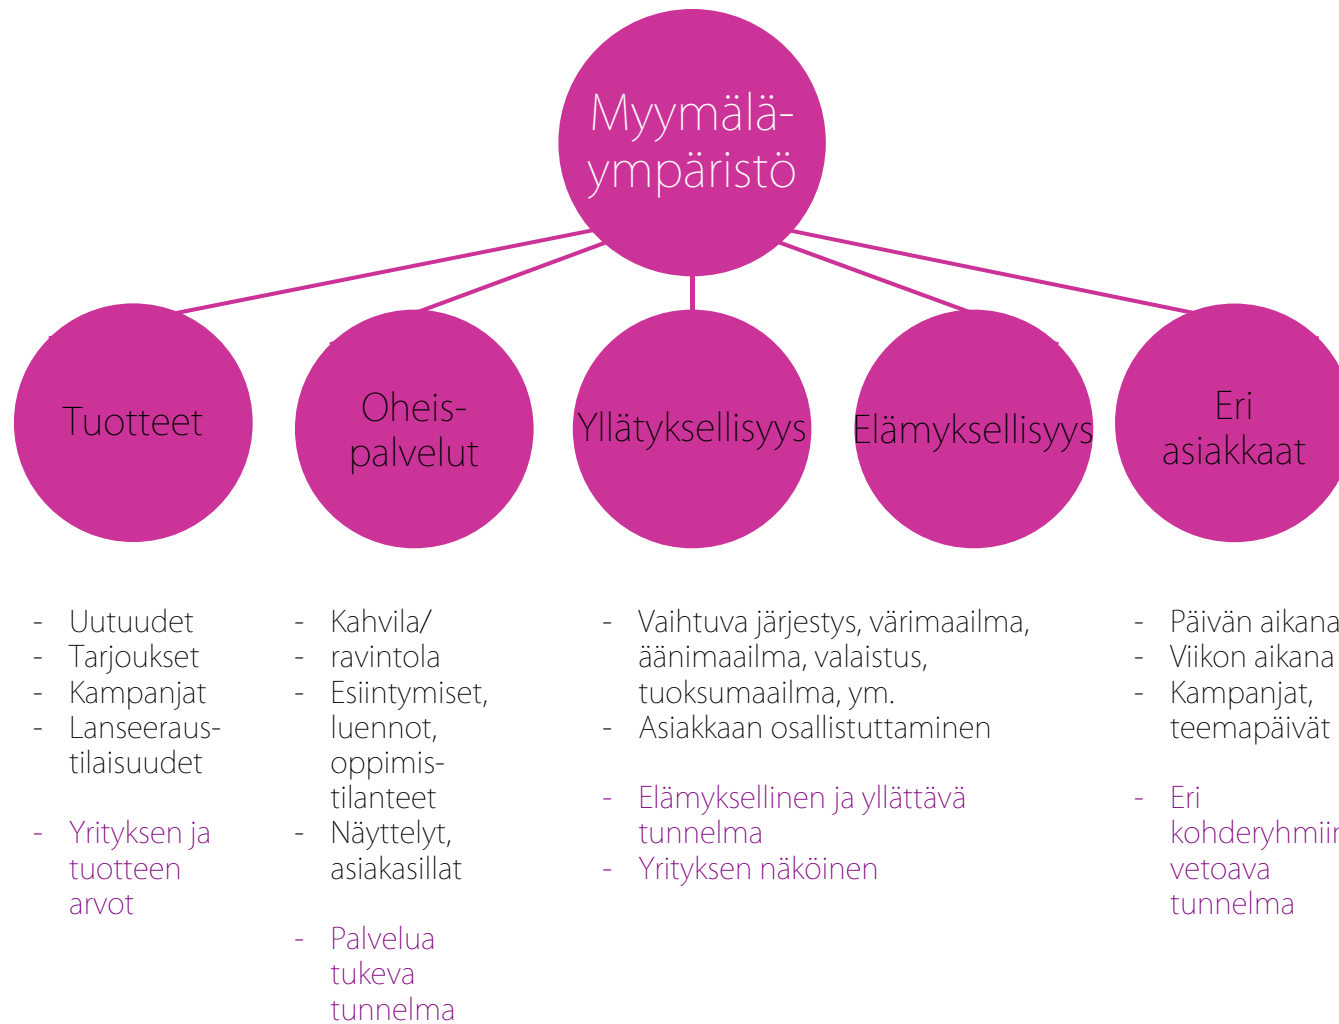 Myymälä-
ympäristö
Tuotteet
Oheis-
palvelut
Yllätyksellisyys
Elämyksellisyys
Eri
asiakkaat
- Uutuudet
- Tarjoukset
- Kampanjat
- Lanseeraus-
tilaisuudet
- Yrityksen ja
tuotteen
arvot
- Kahvila/
- ravintola
- Esiintymiset,
luennot,
oppimis-
tilanteet
- Näyttelyt,
asiakasillat
- Palvelua
tukeva
tunnelma
- Vaihtuva järjestys, värimaailma,
äänimaailma, valaistus,
tuoksumaailma, ym.
- Asiakkaan osallistuttaminen
- Elämyksellinen ja yllättävä
tunnelma
- Yrityksen näköinen
- Päivän aikana
- Viikon aikana
- Kampanjat,
teemapäivät
- Eri
kohderyhmiin
vetoava
tunnelma